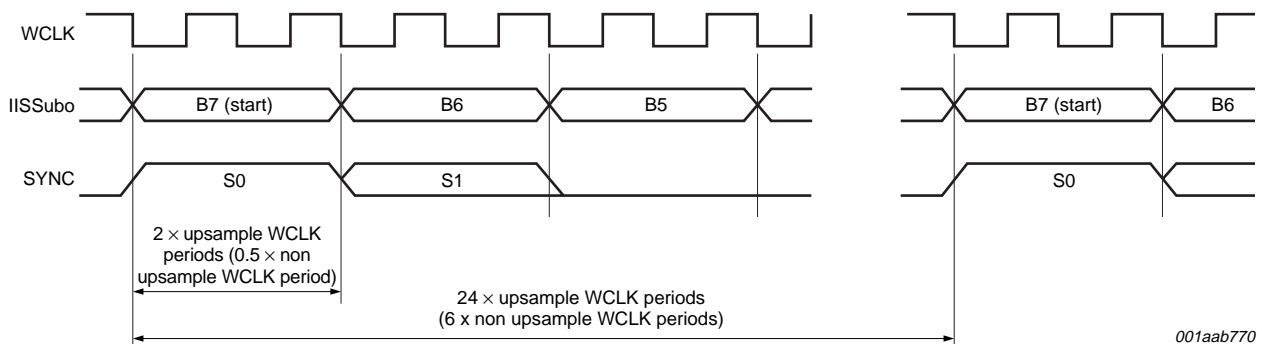 WCLK
IISSubo
B7 (start)
B6
B5
B7 (start)
B6
SYNC
S0
S1
S0
2 × upsample WCLK
periods (0.5 × non
upsample WCLK period)
24 × upsample WCLK periods
(6 x non upsample WCLK periods)
001aab770